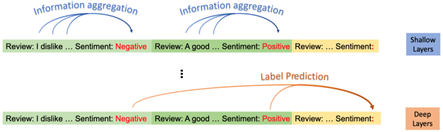 Information aggregation Information aggregation
Review: I dislike … Sentiment: Negative Review: A good … Sentiment: Positive Review: … Sentiment:
Shallow
Layers
Label Prediction
Review: I dislike … Sentiment: Negative Review: A good … Sentiment: Positive Review: … Sentiment:
Deep
Layers